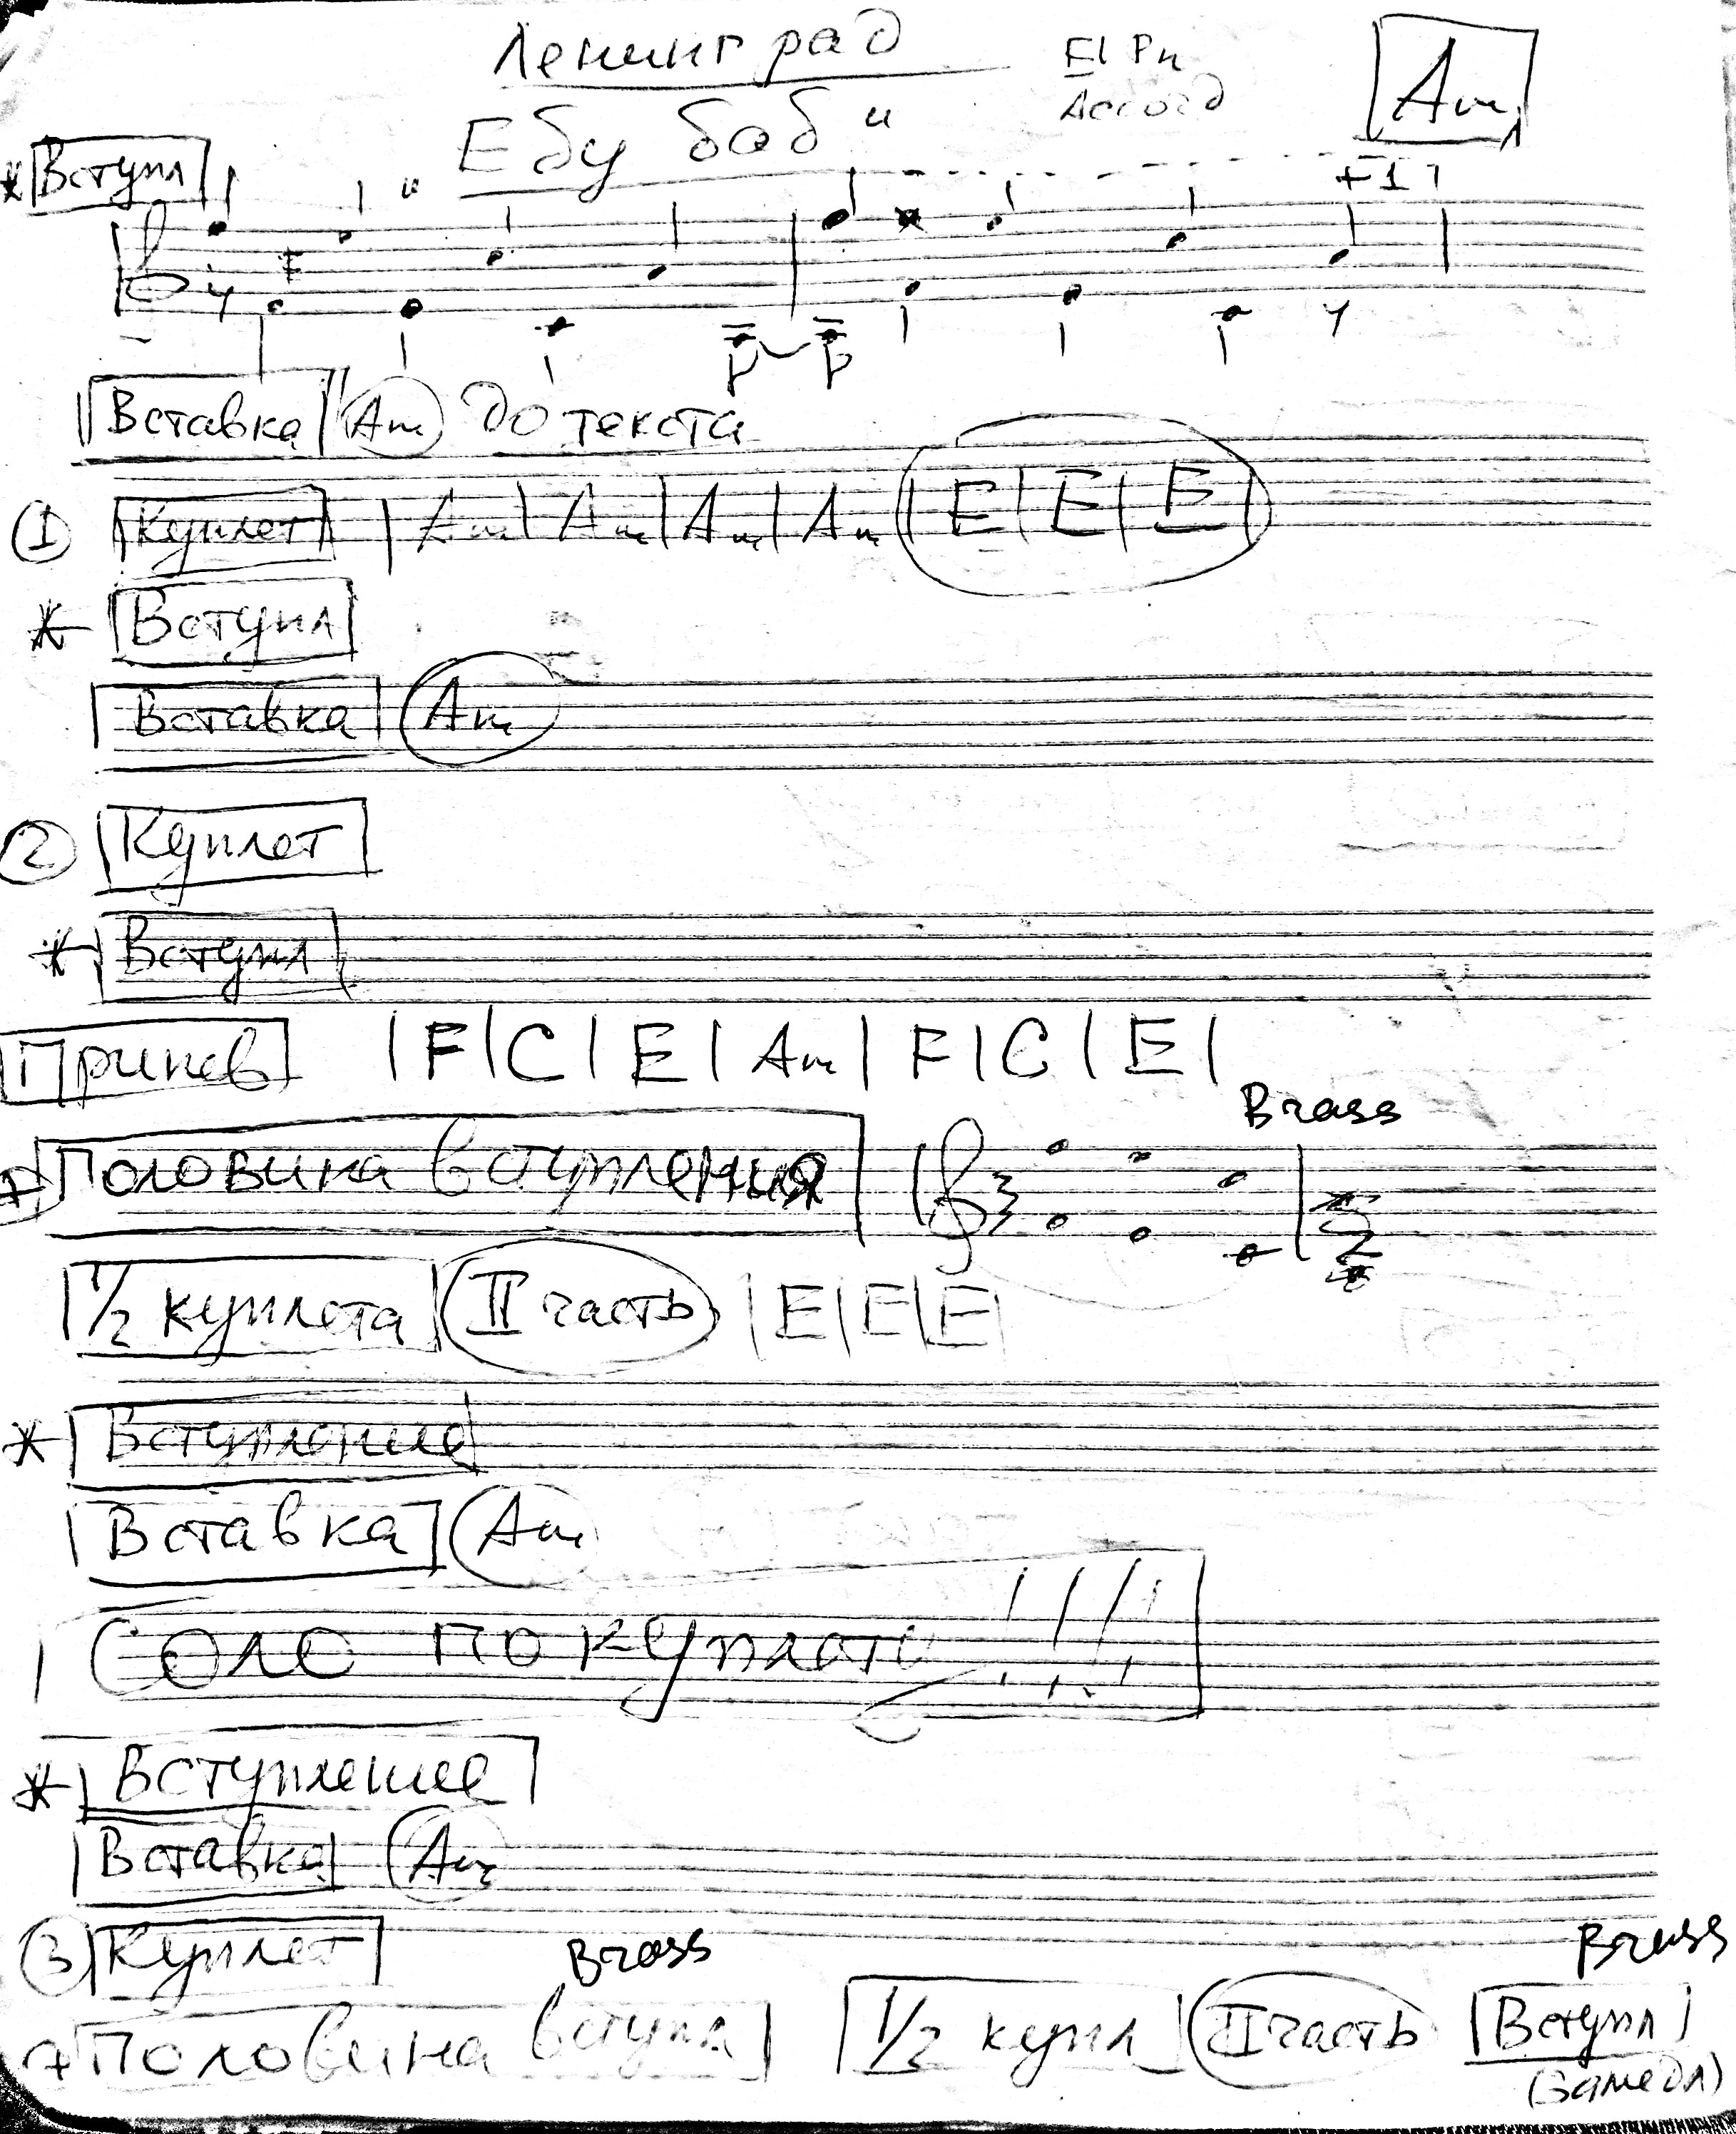 Ленинград
El Pn
Accord
Am
„Ебу баб“
* Вступл
Вставка Am до текста
① Куплет | Am | Am | Am | Am | E | E | E |
* Вступл
Вставка Am
② Куплет
* Вступл
Припев | F | C | E | Am | F | C | E |
Brass
Половина вступления
1/2 куплета II часть | E | E | E |
* Вступление
Вставка Am
Соло по куплету !!!!
* Вступление
Вставка Am
③ Куплет
Brass Brass
Половина вступл 1/2 купл II часть Вступл
(замедл)